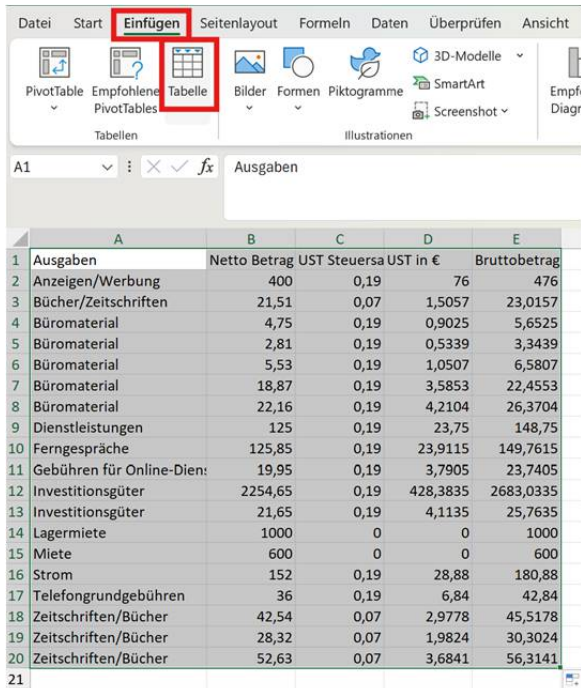 Datei Start Einfügen Seitenlayout Formeln Daten Überprüfen Ansicht
PivotTable Empfohlene PivotTables Tabelle Bilder Formen Piktogramme 3D-Modelle SmartArt Screenshot
Tabellen Illustrationen
A1 fx Ausgaben
A B C D E
1 Ausgaben Netto Betrag UST Steuersa UST in € Bruttobetrag
2 Anzeigen/Werbung 400 0,19 76 476
3 Bücher/Zeitschriften 21,51 0,07 1,5057 23,0157
4 Büromaterial 4,75 0,19 0,9025 5,6525
5 Büromaterial 2,81 0,19 0,5339 3,3439
6 Büromaterial 5,53 0,19 1,0507 6,5807
7 Büromaterial 18,87 0,19 3,5853 22,4553
8 Büromaterial 22,16 0,19 4,2104 26,3704
9 Dienstleistungen 125 0,19 23,75 148,75
10 Ferngespräche 125,85 0,19 23,9115 149,7615
11 Gebühren für Online-Diens 19,95 0,19 3,7905 23,7405
12 Investitionsgüter 2254,65 0,19 428,3835 2683,0335
13 Investitionsgüter 21,65 0,19 4,1135 25,7635
14 Lagermiete 1000 0 0 1000
15 Miete 600 0 0 600
16 Strom 152 0,19 28,88 180,88
17 Telefongrundgebühren 36 0,19 6,84 42,84
18 Zeitschriften/Bücher 42,54 0,07 2,9778 45,5178
19 Zeitschriften/Bücher 28,32 0,07 1,9824 30,3024
20 Zeitschriften/Bücher 52,63 0,07 3,6841 56,3141
21